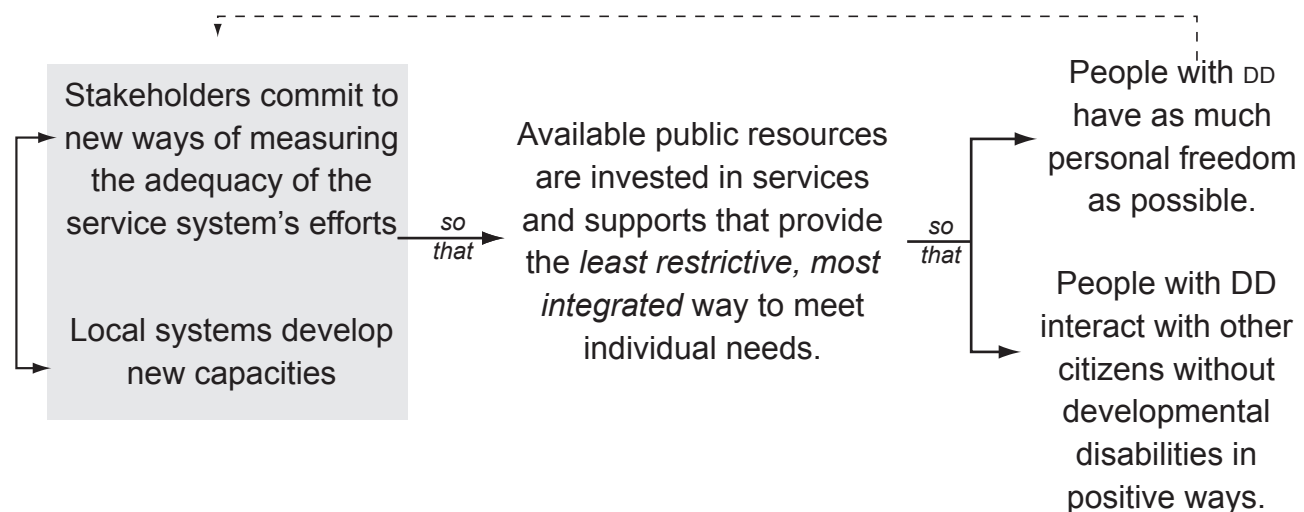 Stakeholders commit to
new ways of measuring
the adequacy of the
service system’s efforts
Local systems develop
new capacities
so
that
Available public resources
are invested in services
and supports that provide
the least restrictive, most
integrated way to meet
individual needs.
so
that
People with DD
have as much
personal freedom
as possible.
People with DD
interact with other
citizens without
developmental
disabilities in
positive ways.